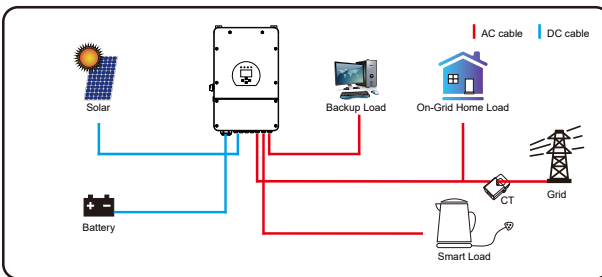 AC cable
DC cable
Solar
Backup Load
On-Grid Home Load
CT
Grid
Battery
Smart Load